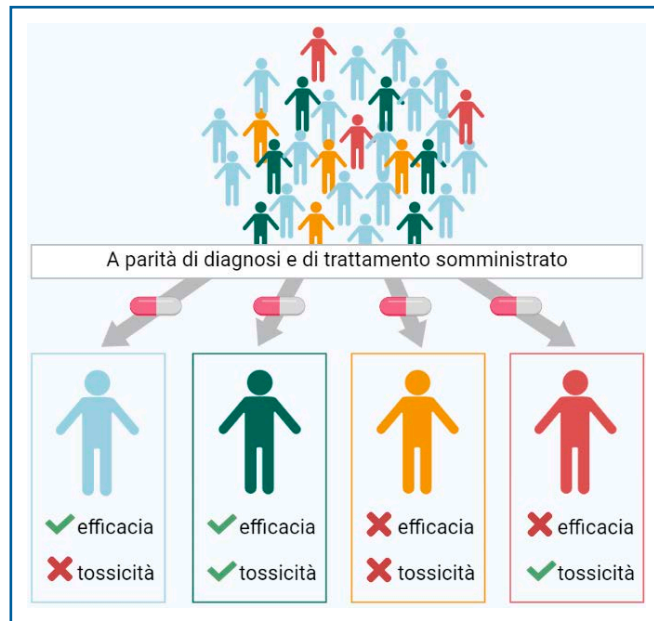 A parità di diagnosi e di trattamento somministrato
efficacia
tossicità
efficacia
tossicità
efficacia
tossicità
efficacia
tossicità